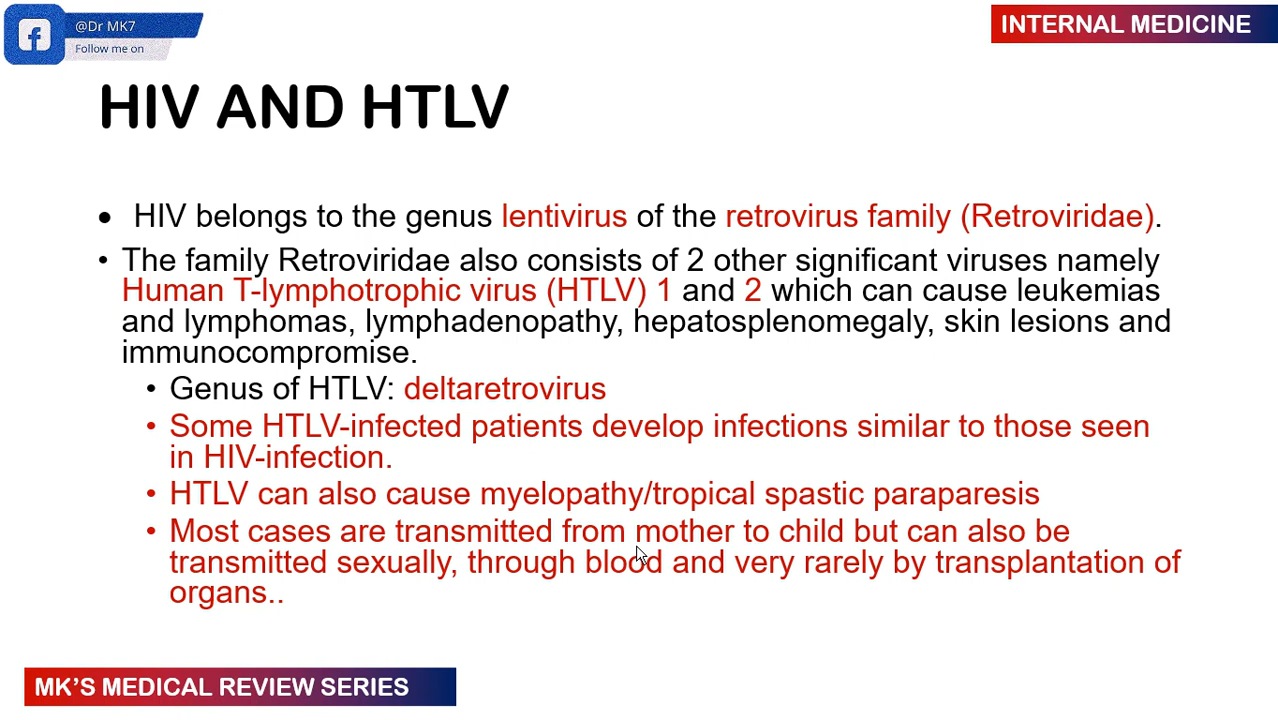 @Dr MK7
Follow me on
INTERNAL MEDICINE
HIV AND HTLV
• HIV belongs to the genus lentivirus of the retrovirus family (Retroviridae).
• The family Retroviridae also consists of 2 other significant viruses namely
Human T-lymphotrophic virus (HTLV) 1 and 2 which can cause leukemias
and lymphomas, lymphadenopathy, hepatosplenomegaly, skin lesions and
immunocompromise.
• Genus of HTLV: deltaretrovirus
• Some HTLV-infected patients develop infections similar to those seen
in HIV-infection.
• HTLV can also cause myelopathy/tropical spastic paraparesis
• Most cases are transmitted from mother to child but can also be
transmitted sexually, through blood and very rarely by transplantation of
organs..
MK'S MEDICAL REVIEW SERIES